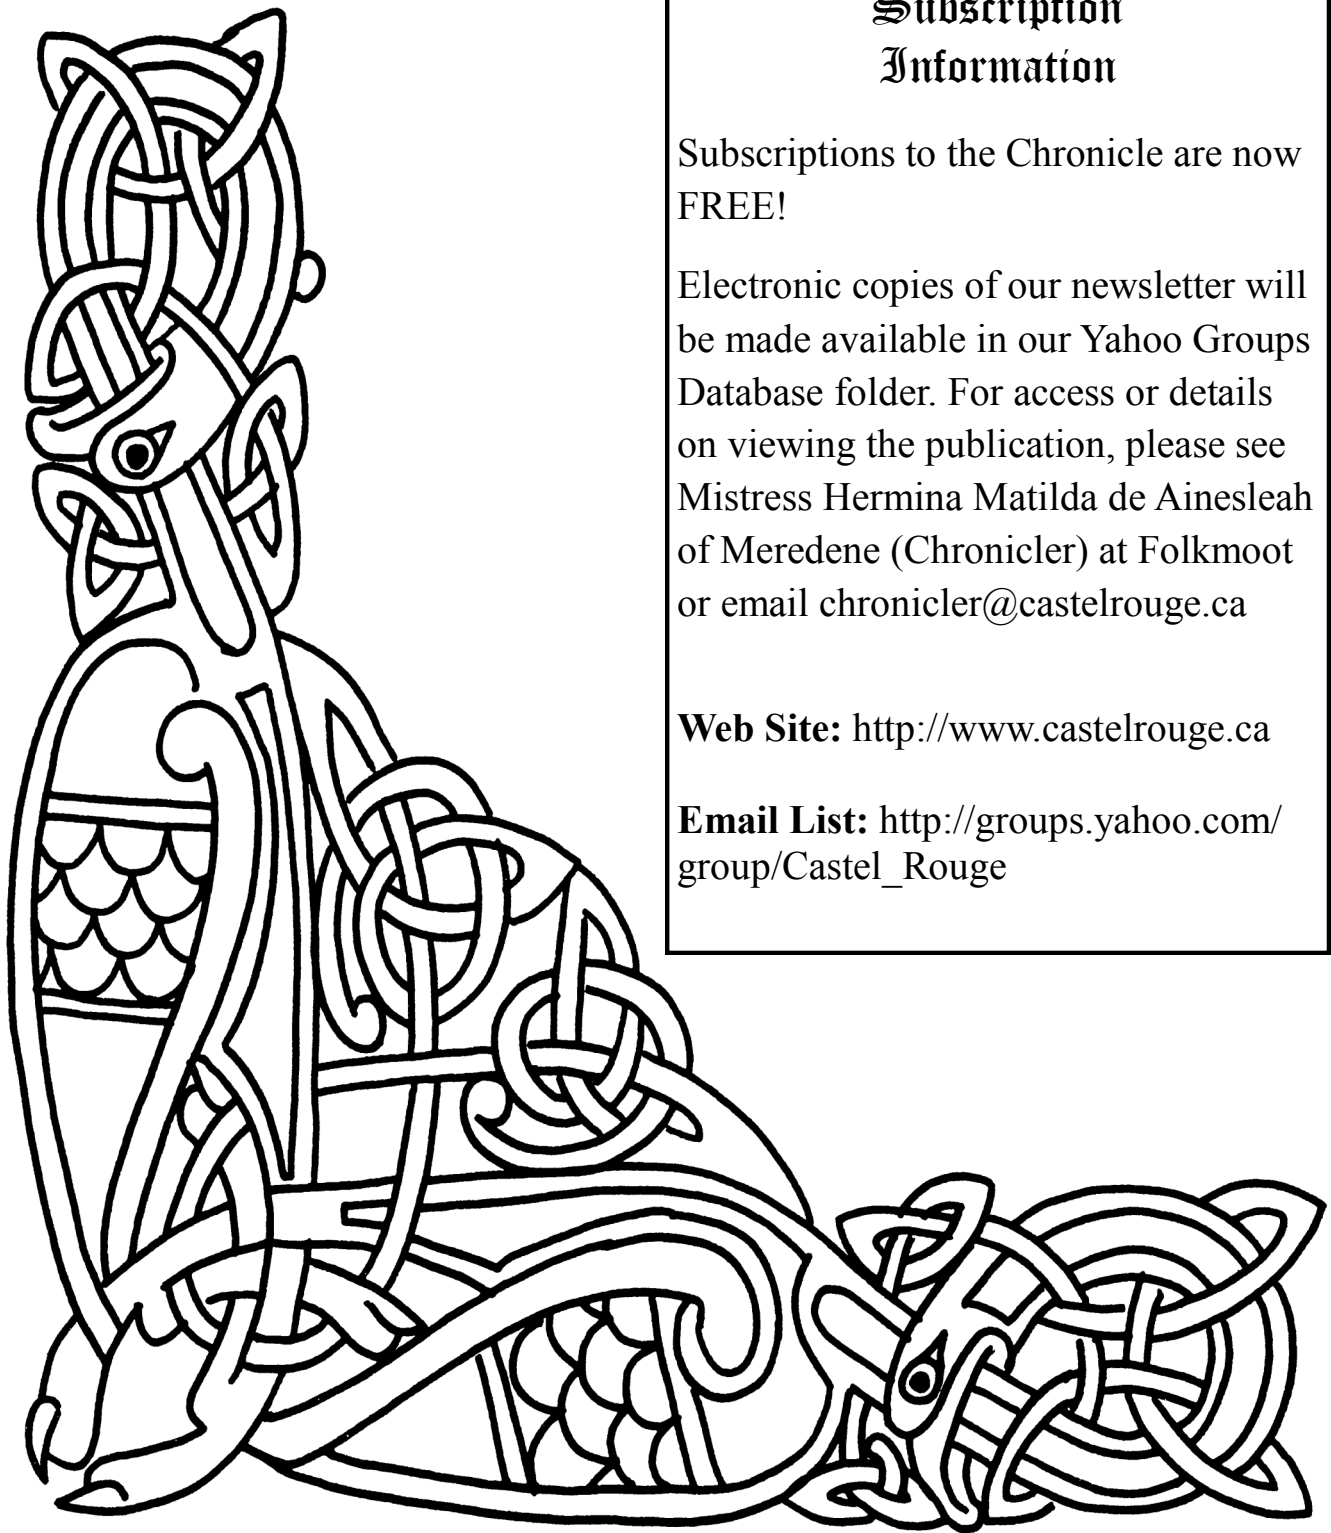 Subscription
Information
Subscriptions to the Chronicle are now
FREE!
Electronic copies of our newsletter will
be made available in our Yahoo Groups
Database folder. For access or details
on viewing the publication, please see
Mistress Hermina Matilda de Ainesleah
of Meredene (Chronicler) at Folkmoot
or email chronicler@castelrouge.ca
Web Site: http://www.castelrouge.ca
Email List: http://groups.yahoo.com/
group/Castel_Rouge